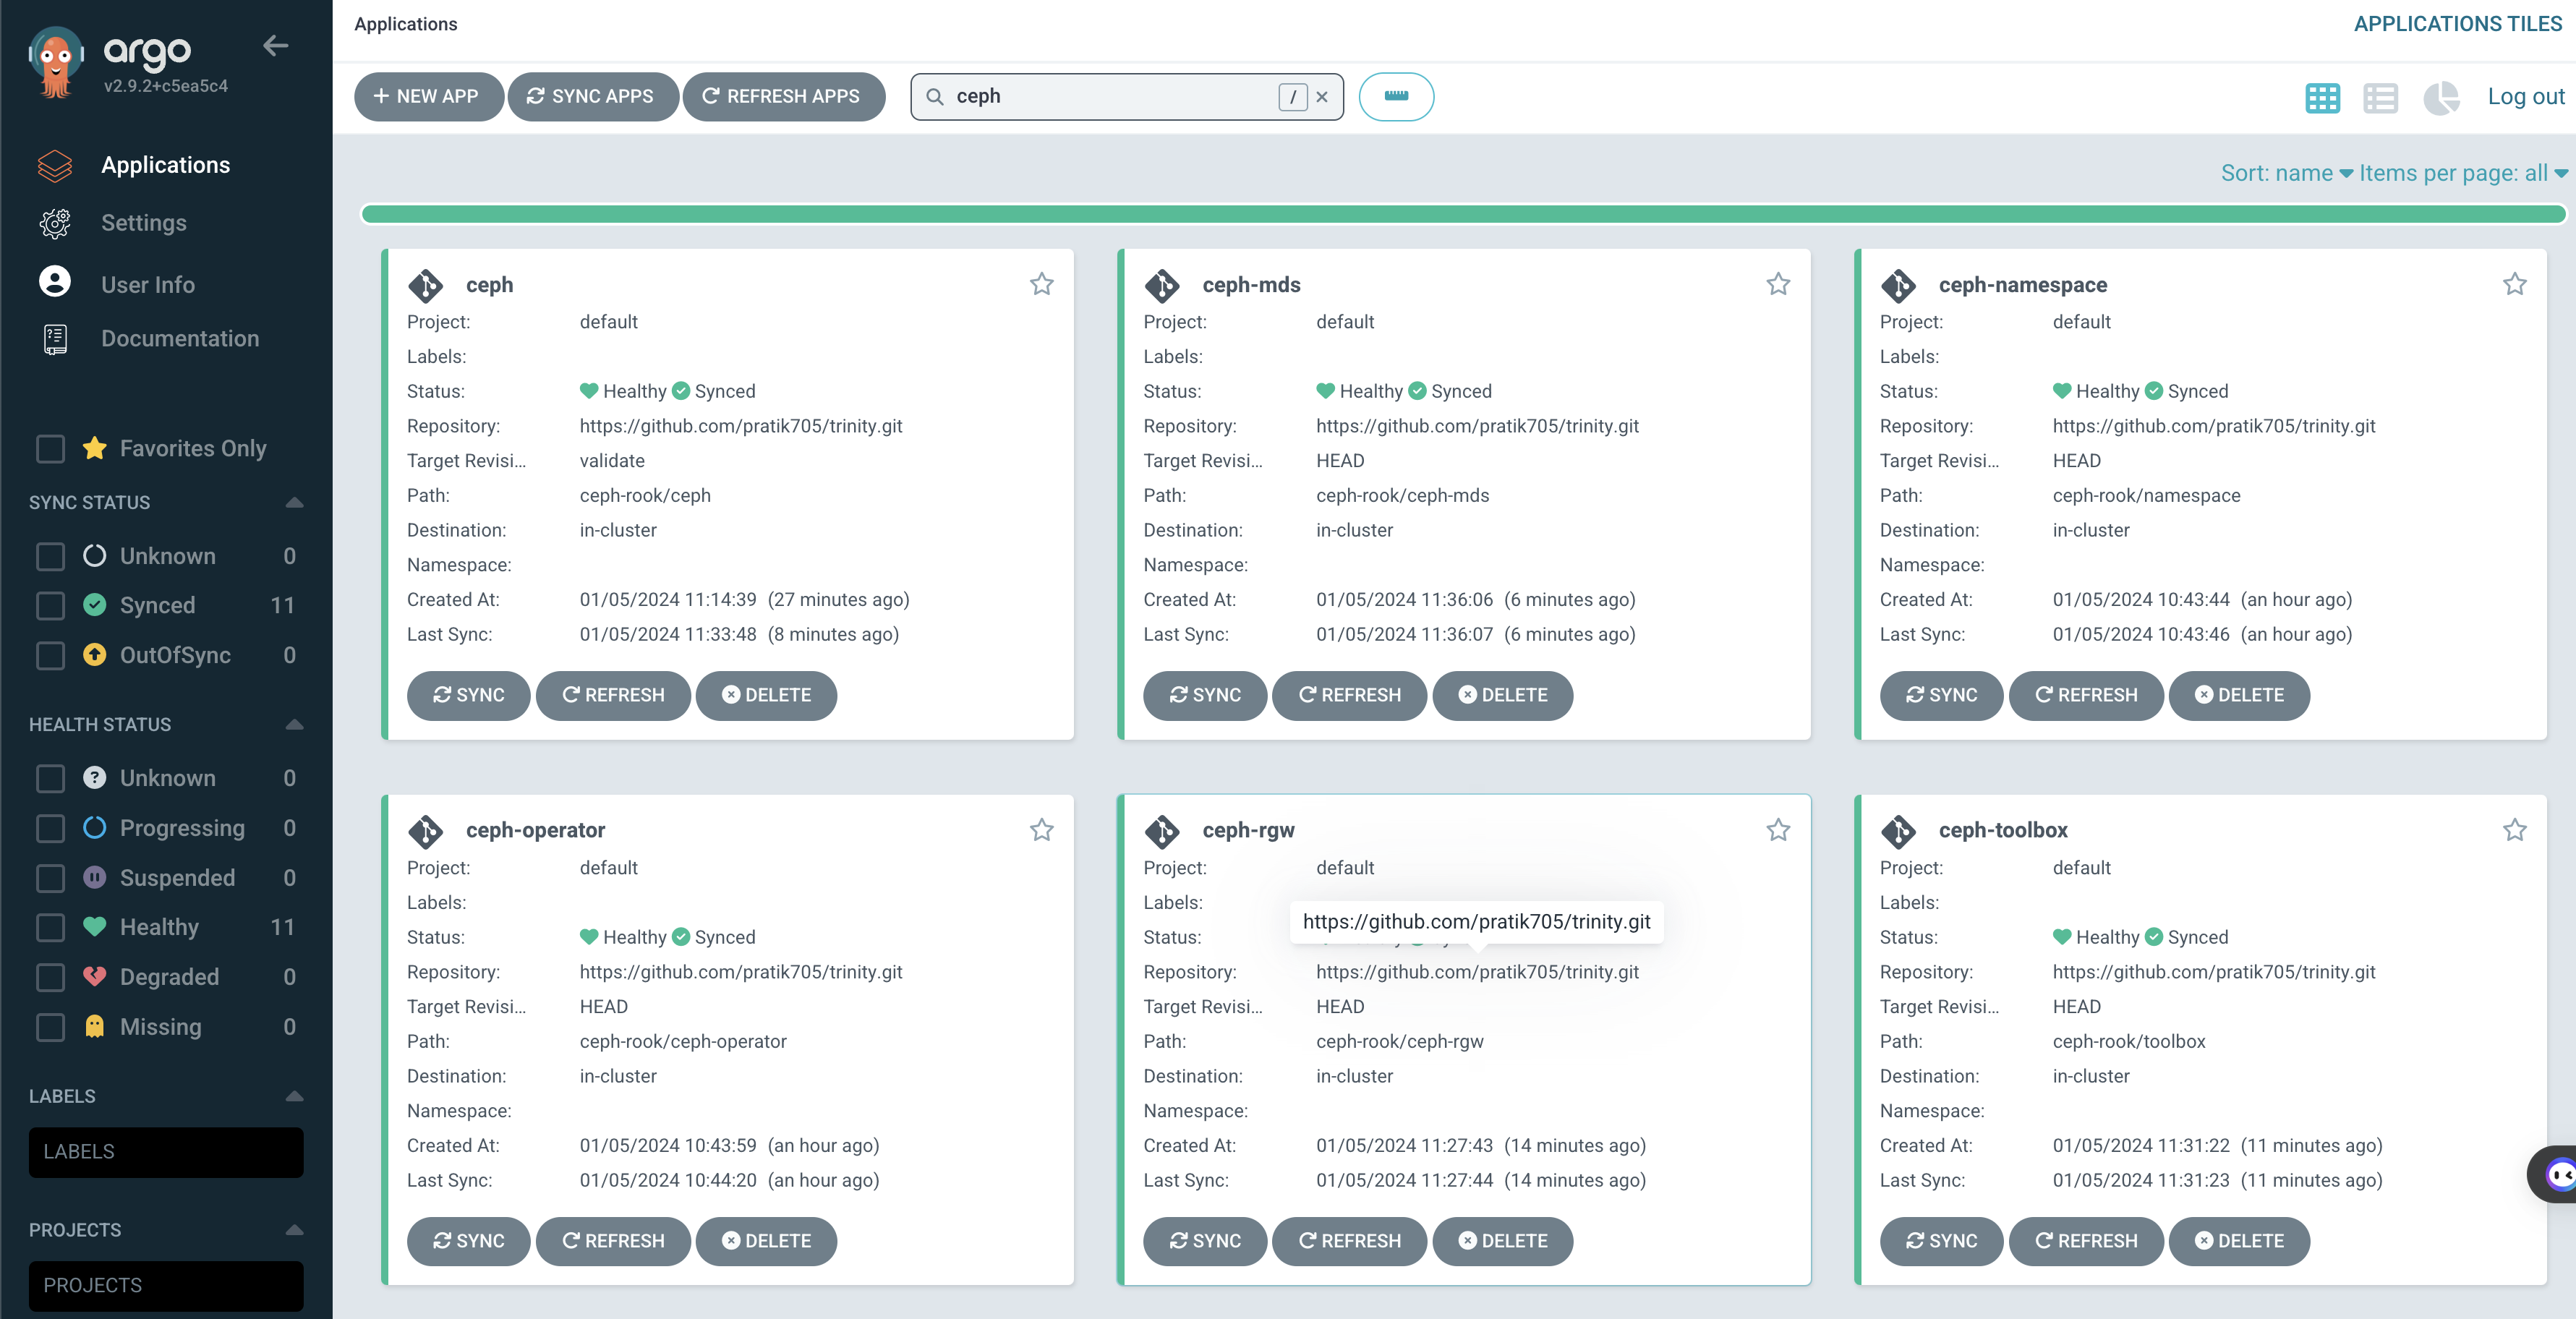 argo
v2.9.2+c5ea5c4
Applications
Settings
User Info
Documentation
Favorites Only
SYNC STATUS
Unknown 0
Synced 11
OutOfSync 0
HEALTH STATUS
Unknown 0
Progressing 0
Suspended 0
Healthy 11
Degraded 0
Missing 0
LABELS
LABELS
PROJECTS
PROJECTS
Applications
APPLICATIONS TILES
+ NEW APP
SYNC APPS
REFRESH APPS
ceph
/
Log out
Sort: name
Items per page: all
ceph
Project: default
Labels:
Status: Healthy Synced
Repository: https://github.com/pratik705/trinity.git
Target Revisi... validate
Path: ceph-rook/ceph
Destination: in-cluster
Namespace:
Created At: 01/05/2024 11:14:39 (27 minutes ago)
Last Sync: 01/05/2024 11:33:48 (8 minutes ago)
SYNC REFRESH DELETE
ceph-mds
Project: default
Labels:
Status: Healthy Synced
Repository: https://github.com/pratik705/trinity.git
Target Revisi... HEAD
Path: ceph-rook/ceph-mds
Destination: in-cluster
Namespace:
Created At: 01/05/2024 11:36:06 (6 minutes ago)
Last Sync: 01/05/2024 11:36:07 (6 minutes ago)
SYNC REFRESH DELETE
ceph-namespace
Project: default
Labels:
Status: Healthy Synced
Repository: https://github.com/pratik705/trinity.git
Target Revisi... HEAD
Path: ceph-rook/namespace
Destination: in-cluster
Namespace:
Created At: 01/05/2024 10:43:44 (an hour ago)
Last Sync: 01/05/2024 10:43:46 (an hour ago)
SYNC REFRESH DELETE
ceph-operator
Project: default
Labels:
Status: Healthy Synced
Repository: https://github.com/pratik705/trinity.git
Target Revisi... HEAD
Path: ceph-rook/ceph-operator
Destination: in-cluster
Namespace:
Created At: 01/05/2024 10:43:59 (an hour ago)
Last Sync: 01/05/2024 10:44:20 (an hour ago)
SYNC REFRESH DELETE
ceph-rgw
Project: default
Labels:
https://github.com/pratik705/trinity.git
Status:
Repository: https://github.com/pratik705/trinity.git
Target Revisi... HEAD
Path: ceph-rook/ceph-rgw
Destination: in-cluster
Namespace:
Created At: 01/05/2024 11:27:43 (14 minutes ago)
Last Sync: 01/05/2024 11:27:44 (14 minutes ago)
SYNC REFRESH DELETE
ceph-toolbox
Project: default
Labels:
Status: Healthy Synced
Repository: https://github.com/pratik705/trinity.git
Target Revisi... HEAD
Path: ceph-rook/toolbox
Destination: in-cluster
Namespace:
Created At: 01/05/2024 11:31:22 (11 minutes ago)
Last Sync: 01/05/2024 11:31:23 (11 minutes ago)
SYNC REFRESH DELETE